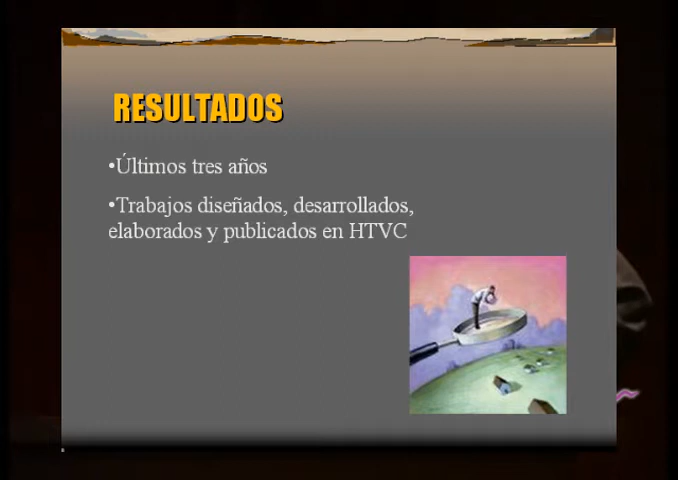 RESULTADOS
•Últimos tres años
•Trabajos diseñados, desarrollados,
elaborados y publicados en HTVC